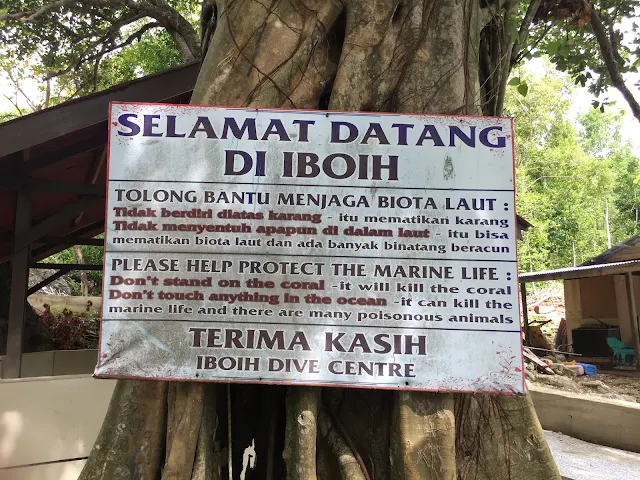 SELAMAT DATANG
DI IBOIH
TOLONG BANTU MENJAGA BIOTA LAUT :
Tidak berdiri diatas karang - itu mematikan karang
Tidak menyentuh apapun di dalam laut - itu bisa
mematikan biota laut dan ada banyak binatang beracun
PLEASE HELP PROTECT THE MARINE LIFE :
Don't stand on the coral -it will kill the coral
Don't touch anything in the ocean -it can kill the
marine life and there are many poisonous animals
TERIMA KASIH
IBOIH DIVE CENTRE